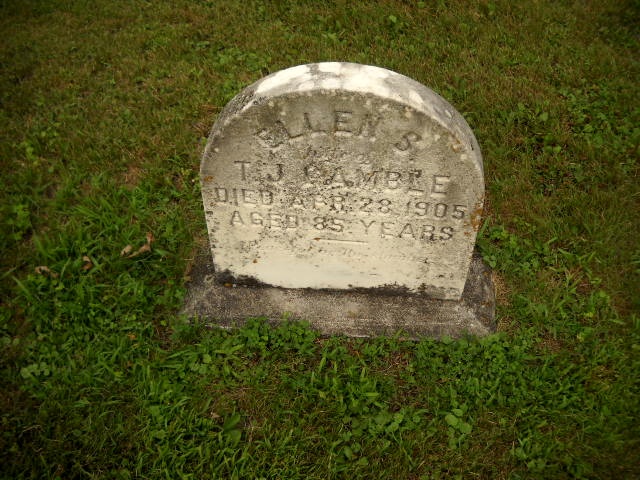 ELLEN S.
T. J. GAMBLE
DIED APR. 28, 1905
AGED 85 YEARS